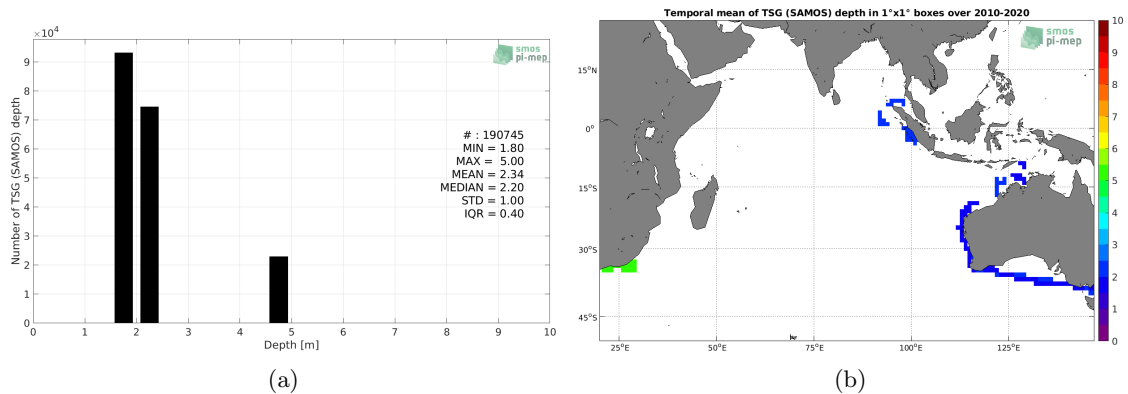 ×10⁴
smos
pi-mep
Number of TSG (SAMOS) depth
9
8
7
6
5
4
3
2
1
0
# : 190745
MIN = 1.80
MAX = 5.00
MEAN = 2.34
MEDIAN = 2.20
STD = 1.00
IQR = 0.40
0 1 2 3 4 5 6 7 8 9 10
Depth [m]
(a)
Temporal mean of TSG (SAMOS) depth in 1°x1° boxes over 2010-2020
smos
pi-mep
15°N
0°
15°S
30°S
45°S
25°E 50°E 75°E 100°E 125°E
10
9
8
7
6
5
4
3
2
1
0
(b)